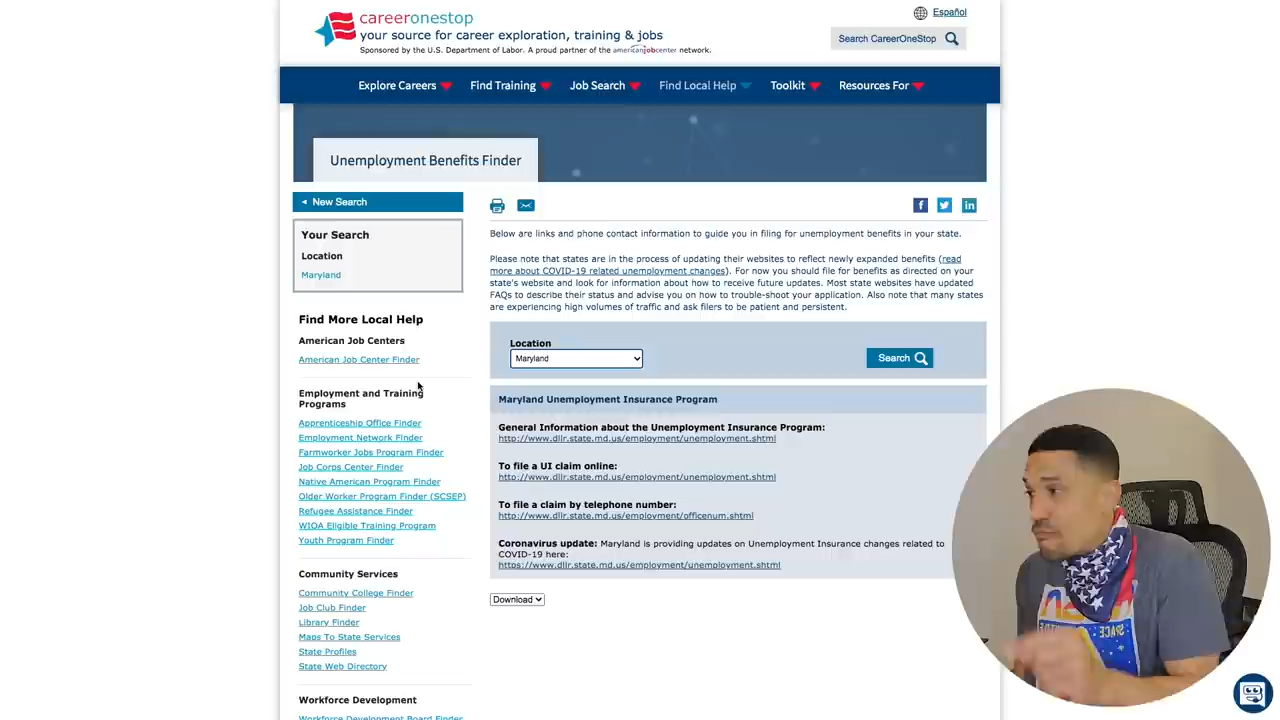 careeronestop
your source for career exploration, training & jobs
Sponsored by the U.S. Department of Labor. A proud partner of the americanjobcenter network.
Español
Search CareerOneStop
Explore Careers
Find Training
Job Search
Find Local Help
Toolkit
Resources For
Unemployment Benefits Finder
New Search
Your Search
Location
Maryland
Find More Local Help
American Job Centers
American Job Center Finder
Employment and Training
Programs
Apprenticeship Office Finder
Employment Network Finder
Farmworker Jobs Program Finder
Job Corps Center Finder
Native American Program Finder
Older Worker Program Finder (SCSEP)
Refugee Assistance Finder
WIOA Eligible Training Program
Youth Program Finder
Community Services
Community College Finder
Job Club Finder
Library Finder
Maps To State Services
State Profiles
State Web Directory
Workforce Development
Workforce Development Board Finder
f
in
Below are links and phone contact information to guide you in filing for unemployment benefits in your state.
Please note that states are in the process of updating their websites to reflect newly expanded benefits (read
more about COVID-19 related unemployment changes). For now you should file for benefits as directed on your
state's website and look for information about how to receive future updates. Most state websites have updated
FAQs to describe their status and advise you on how to trouble-shoot your application. Also note that many states
are experiencing high volumes of traffic and ask filers to be patient and persistent.
Location
Maryland
Search
Maryland Unemployment Insurance Program
General Information about the Unemployment Insurance Program:
http://www.dllr.state.md.us/employment/unemployment.shtml
To file a UI claim online:
http://www.dllr.state.md.us/employment/unemployment.shtml
To file a claim by telephone number:
http://www.dllr.state.md.us/employment/officenum.shtml
Coronavirus update: Maryland is providing updates on Unemployment Insurance changes related to
COVID-19 here:
https://www.dllr.state.md.us/employment/unemployment.shtml
Download
SPACE